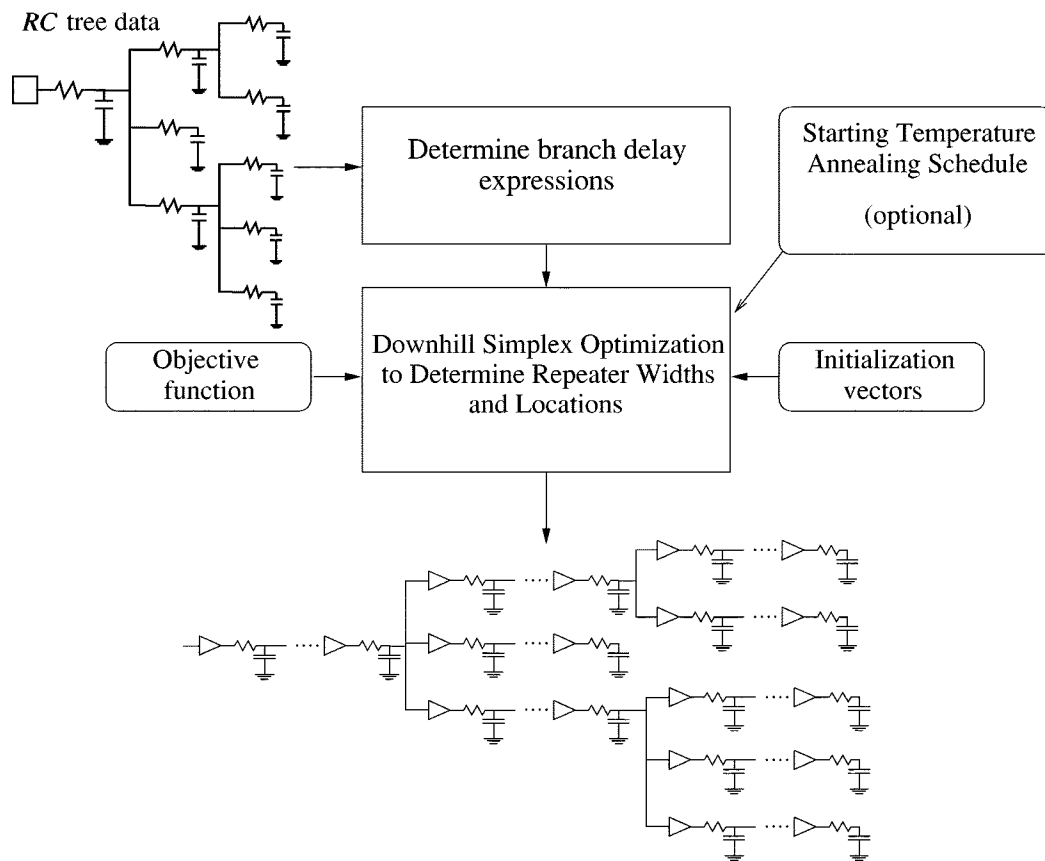 RC tree data
Determine branch delay
expressions
Starting Temperature
Annealing Schedule
(optional)
Objective
function
Downhill Simplex Optimization
to Determine Repeater Widths
and Locations
Initialization
vectors